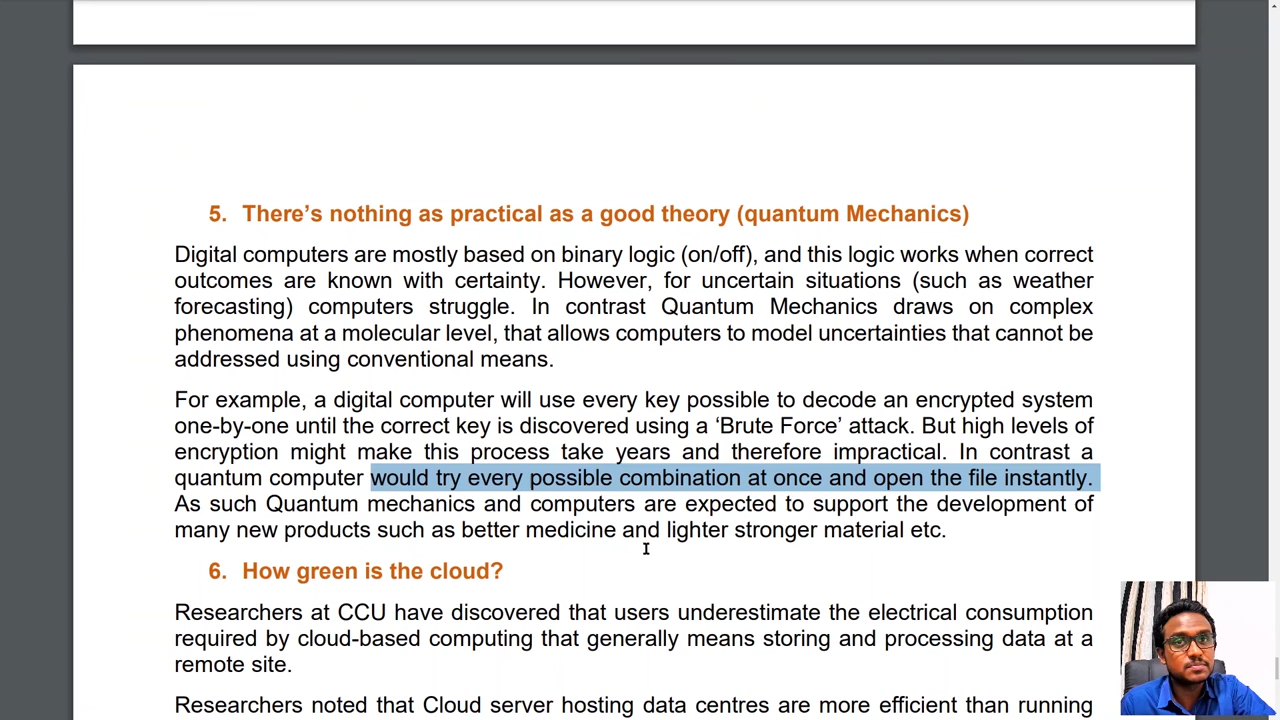 5. There’s nothing as practical as a good theory (quantum Mechanics)
Digital computers are mostly based on binary logic (on/off), and this logic works when correct
outcomes are known with certainty. However, for uncertain situations (such as weather
forecasting) computers struggle. In contrast Quantum Mechanics draws on complex
phenomena at a molecular level, that allows computers to model uncertainties that cannot be
addressed using conventional means.
For example, a digital computer will use every key possible to decode an encrypted system
one-by-one until the correct key is discovered using a ‘Brute Force’ attack. But high levels of
encryption might make this process take years and therefore impractical. In contrast a
quantum computer would try every possible combination at once and open the file instantly.
As such Quantum mechanics and computers are expected to support the development of
many new products such as better medicine and lighter stronger material etc.
6. How green is the cloud?
Researchers at CCU have discovered that users underestimate the electrical consumption
required by cloud-based computing that generally means storing and processing data at a
remote site.
Researchers noted that Cloud server hosting data centres are more efficient than running